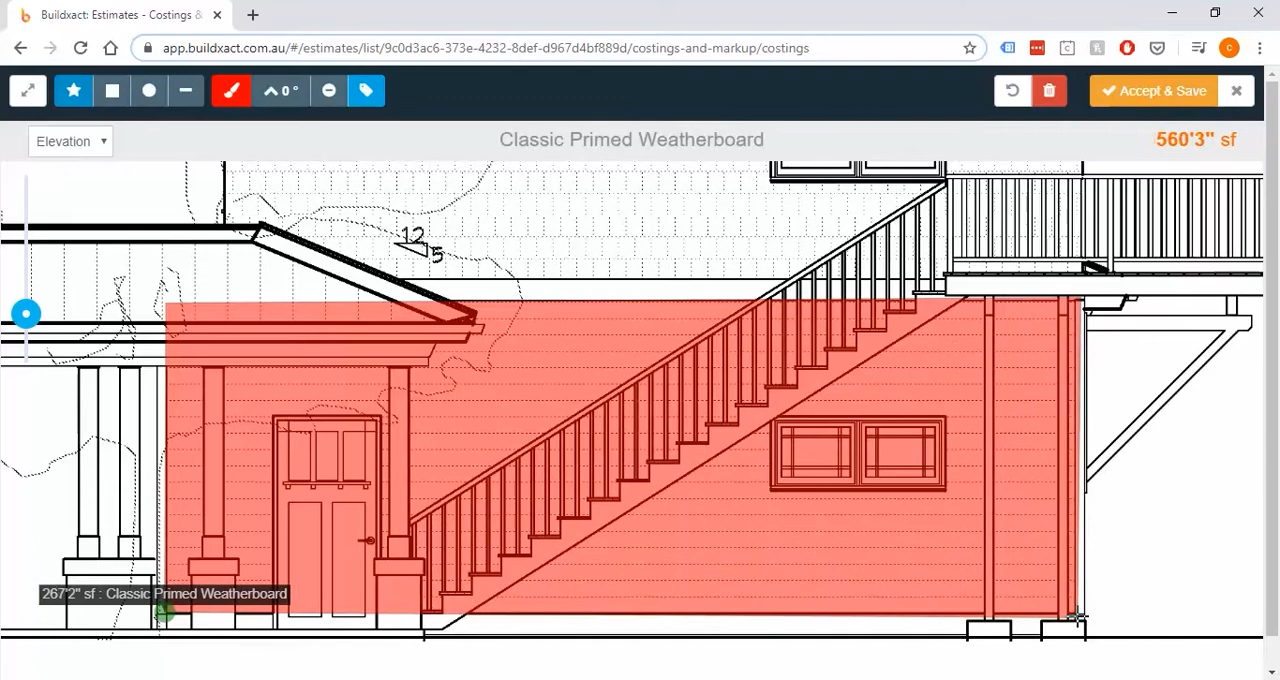 Buildxact: Estimates - Costings &
app.buildxact.com.au/#/estimates/list/9c0d33c6-373e-4232-8def-d967d4bf889d/costings-and-markup/costings
0 °
Accept & Save
Elevation
Classic Primed Weatherboard
560'3" sf
12
5
267'2" sf : Classic Primed Weatherboard